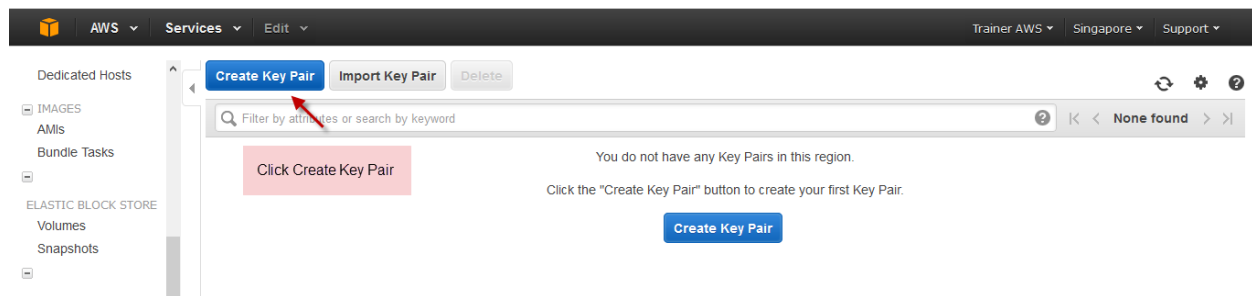 AWS Services Edit Trainer AWS Singapore Support
Dedicated Hosts
IMAGES
AMIs
Bundle Tasks
ELASTIC BLOCK STORE
Volumes
Snapshots
Create Key Pair Import Key Pair Delete
Filter by attributes or search by keyword None found
Click Create Key Pair
You do not have any Key Pairs in this region.
Click the "Create Key Pair" button to create your first Key Pair.
Create Key Pair